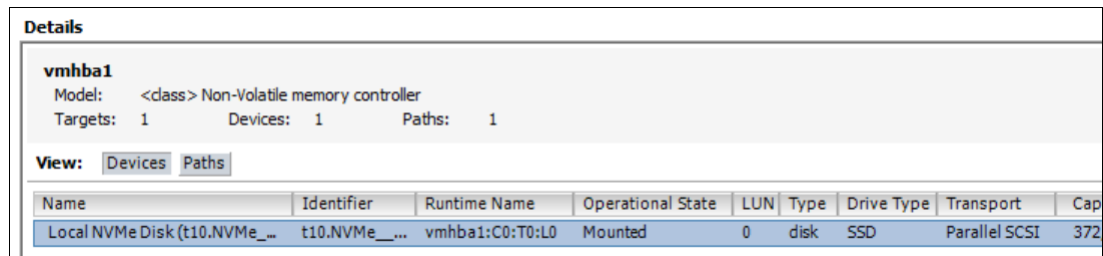 Details
vmhba1
Model: <class> Non-Volatile memory controller
Targets: 1 Devices: 1 Paths: 1
View: Devices Paths
Name Identifier Runtime Name Operational State LUN Type Drive Type Transport Cap
Local NVMe Disk (t10.NVMe_... t10.NVMe__... vmhba1:C0:T0:L0 Mounted 0 disk SSD Parallel SCSI 372,